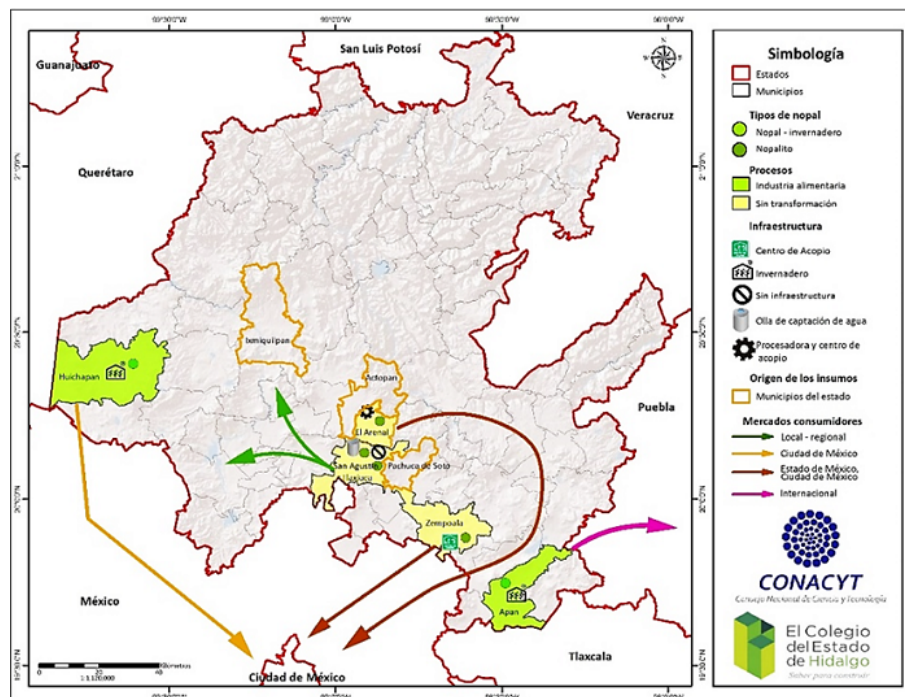 San Luis Potosí
Guanajuato
Veracruz
Querétaro
Ixmiquilpan
Huichapan
Actopan
El Arenal
Puebla
San Agustín
Tlaxiaca
Pachuca de Soto
Zempoala
Apan
México
Tlaxcala
Ciudad de México
Kilómetros
Simbología
Estados
Municipios
Tipos de nopal
Nopal - invernadero
Nopalito
Procesos
Industria alimentaria
Sin transformación
Infraestructura
Centro de Acopio
Invernadero
Sin infraestructura
Olla de captación de agua
Procesadora y centro de
acopio
Origen de los Insumos
Municipios del estado
Mercados consumidores
Local - regional
Ciudad de México
Estado de México,
Ciudad de México
Internacional
CONACYT
Consejo Nacional de Ciencia y Tecnología
El Colegio
del Estado
de Hidalgo
Saber para construir